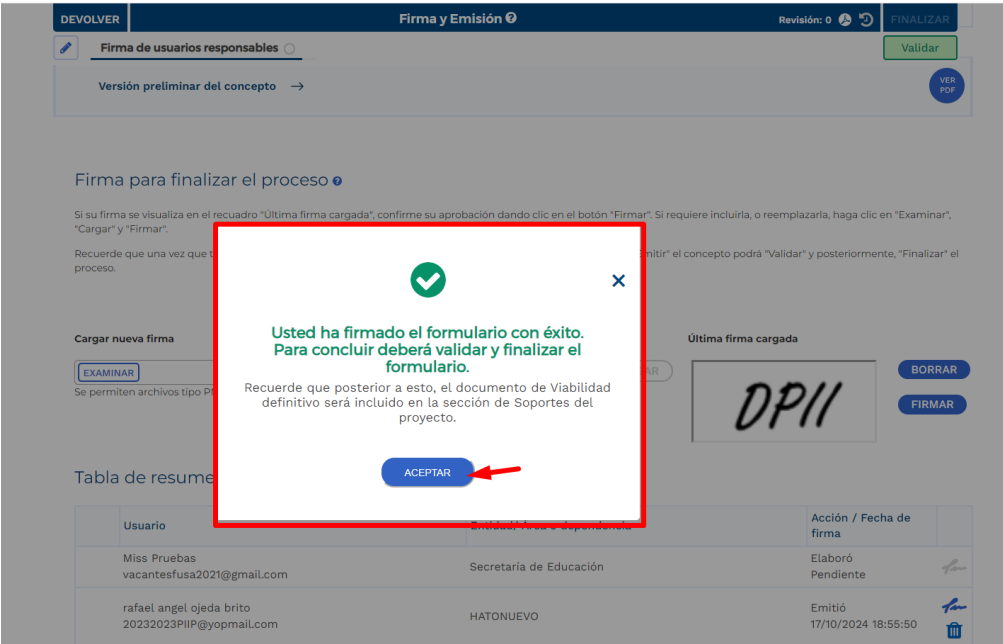 DEVOLVER
Firma y Emisión
Revisión: 0
FINALIZAR
Firma de usuarios responsables
Validar
Versión preliminar del concepto →
VER
PDF
Firma para finalizar el proceso
Si su firma se visualiza en el recuadro "Última firma cargada", confirme su aprobación dando clic en el botón "Firmar". Si requiere incluirla, o reemplazarla, haga clic en "Examinar",
"Cargar" y "Firmar".
Recuerde que una vez que
"Emitir" el concepto podrá "Validar" y posteriormente, "Finalizar" el
proceso.
Usted ha firmado el formulario con éxito.
Para concluir deberá validar y finalizar el
formulario.
Recuerde que posterior a esto, el documento de Viabilidad
definitivo será incluido en la sección de Soportes del
proyecto.
ACEPTAR
Cargar nueva firma
Última firma cargada
EXAMINAR
Se permiten archivos tipo
DPII
BORRAR
FIRMAR
Tabla de resume
Usuario
Entidad/ Área o dependencia
Acción / Fecha de
firma
Miss Pruebas
vacantesfusa2021@gmail.com
Secretaría de Educación
Elaboró
Pendiente
rafael angel ojeda brito
20232023PIIP@yopmail.com
HATONUEVO
Emitió
17/10/2024 18:55:50